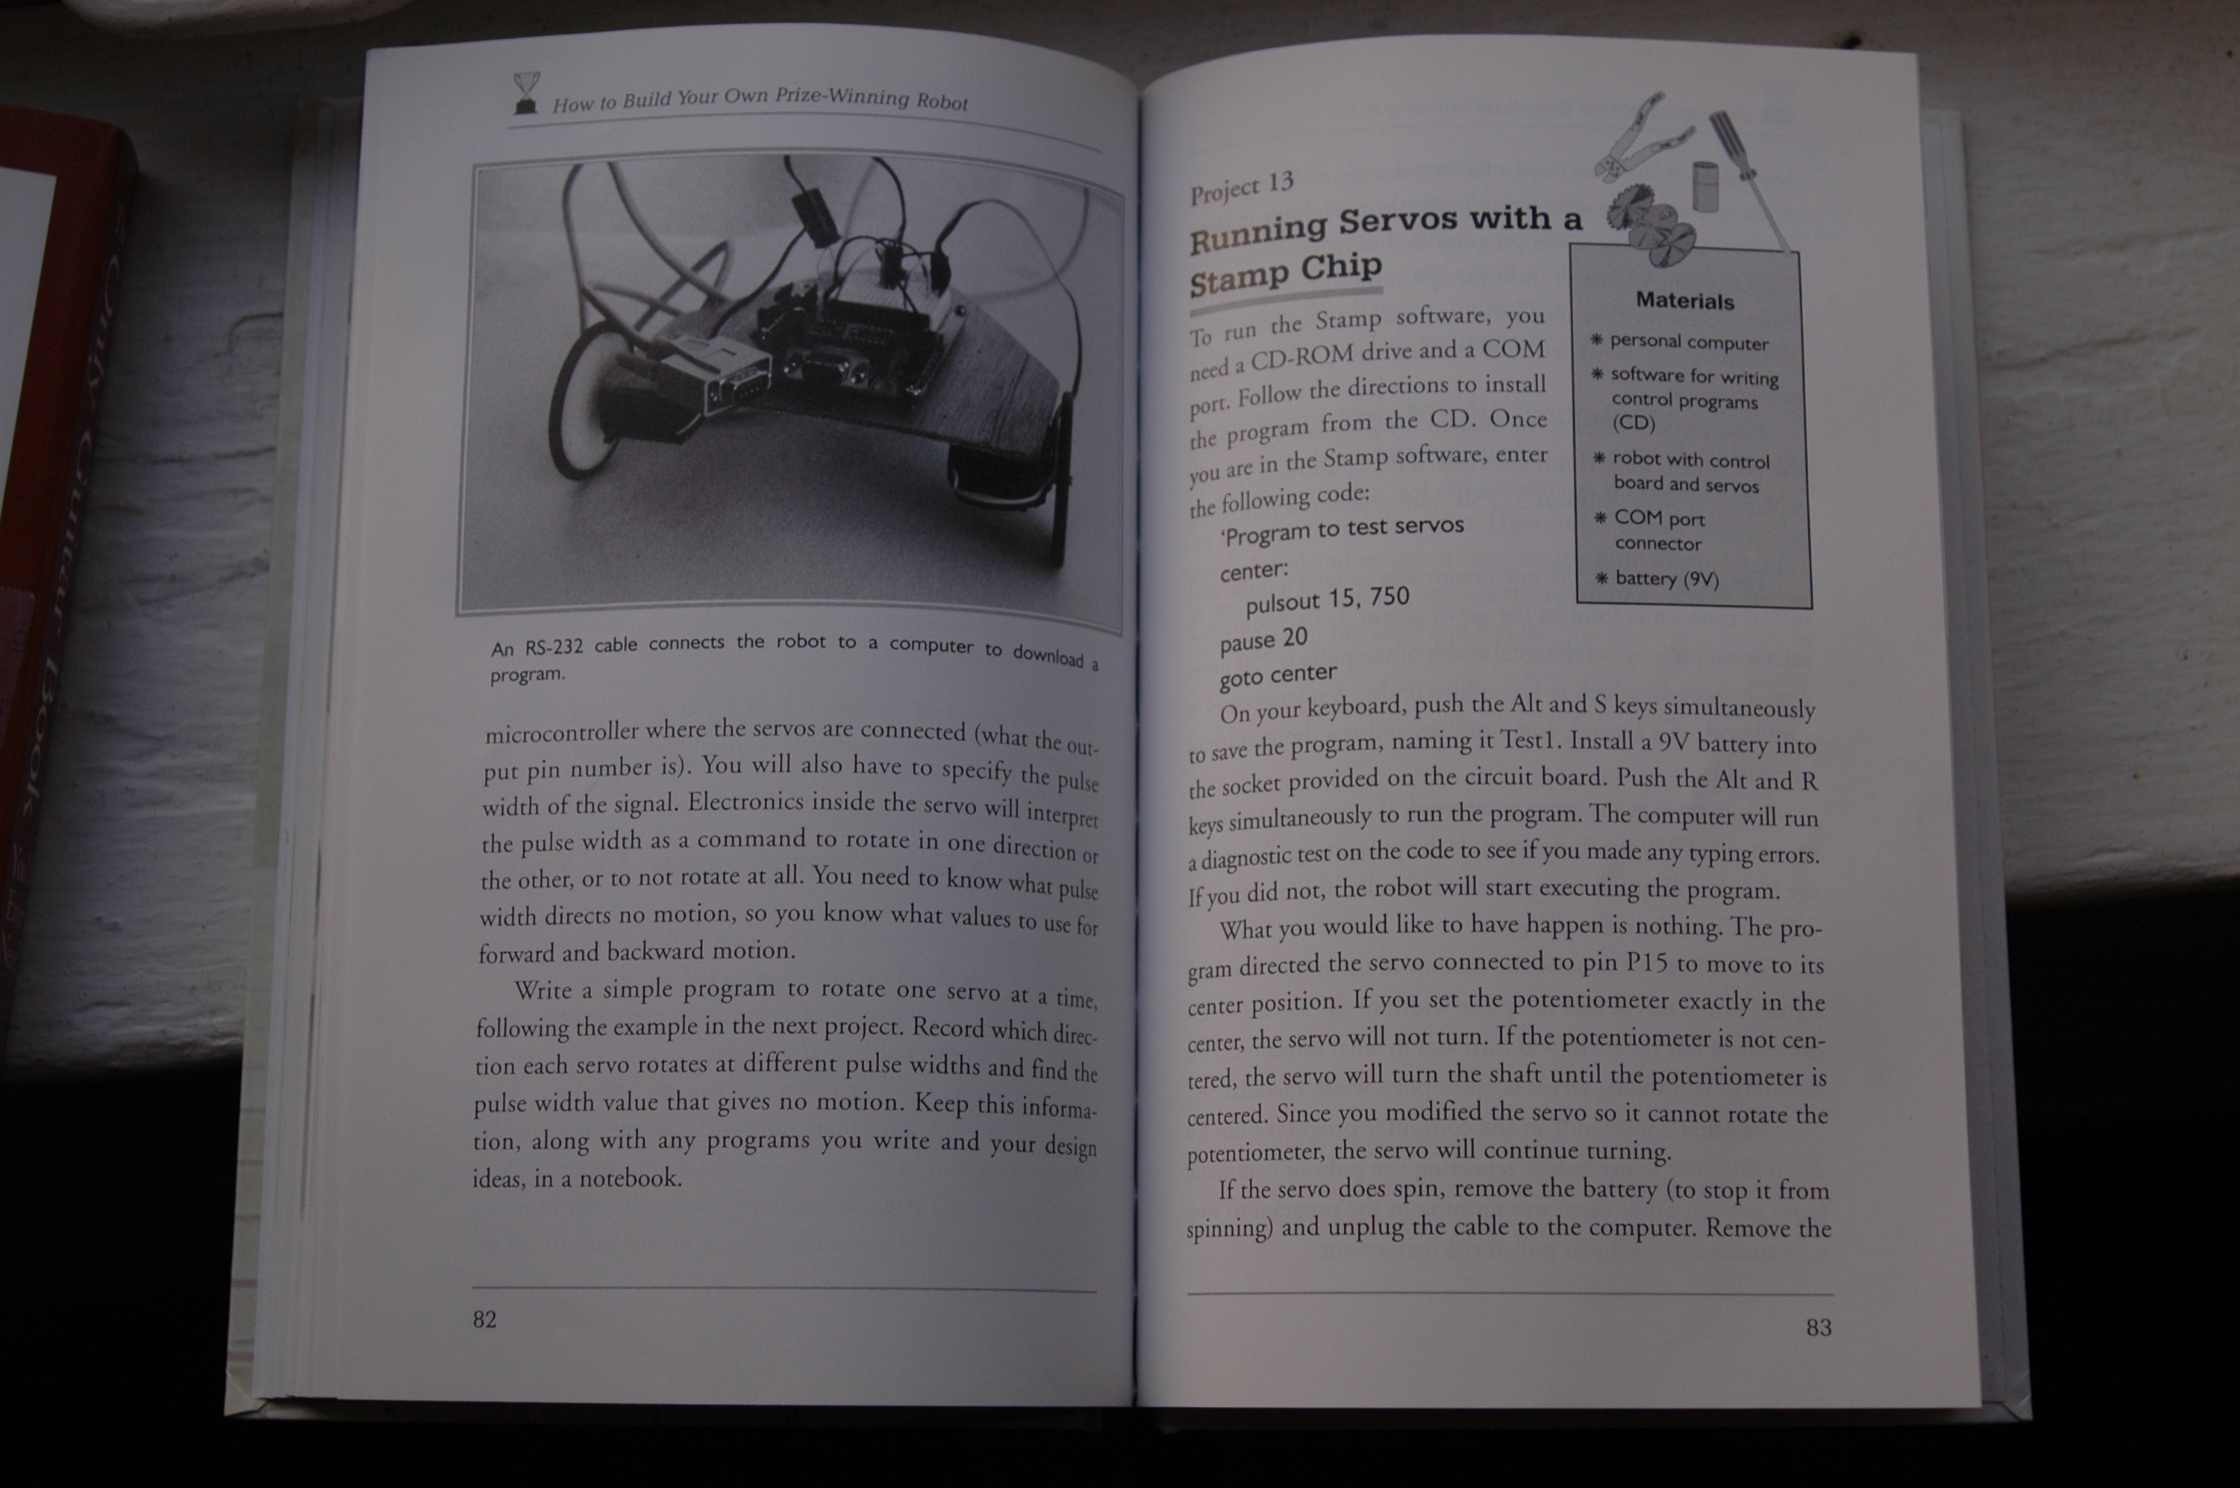 How to Build Your Own Prize-Winning Robot
An RS-232 cable connects the robot to a computer to download a
program.
microcontroller where the servos are connected (what the out-
put pin number is). You will also have to specify the pulse
width of the signal. Electronics inside the servo will interpret
the pulse width as a command to rotate in one direction or
the other, or to not rotate at all. You need to know what pulse
width directs no motion, so you know what values to use for
forward and backward motion.
Write a simple program to rotate one servo at a time,
following the example in the next project. Record which direc-
tion each servo rotates at different pulse widths and find the
pulse width value that gives no motion. Keep this informa-
tion, along with any programs you write and your design
ideas, in a notebook.
82
Project 13
Running Servos with a
Stamp Chip
To run the Stamp software, you
need a CD-ROM drive and a COM
port. Follow the directions to install
the program from the CD. Once
you are in the Stamp software, enter
the following code:
'Program to test servos
center:
pulsout 15, 750
pause 20
goto center
Materials
* personal computer
* software for writing
control programs
(CD)
* robot with control
board and servos
* COM port
connector
* battery (9V)
On your keyboard, push the Alt and S keys simultaneously
to save the program, naming it Test1. Install a 9V battery into
the socket provided on the circuit board. Push the Alt and R
keys simultaneously to run the program. The computer will run
a diagnostic test on the code to see if you made any typing errors.
If you did not, the robot will start executing the program.
What you would like to have happen is nothing. The pro-
gram directed the servo connected to pin P15 to move to its
center position. If you set the potentiometer exactly in the
center, the servo will not turn. If the potentiometer is not cen-
tered, the servo will turn the shaft until the potentiometer is
centered. Since you modified the servo so it cannot rotate the
potentiometer, the servo will continue turning.
If the servo does spin, remove the battery (to stop it from
spinning) and unplug the cable to the computer. Remove the
83
Only Guitar Book